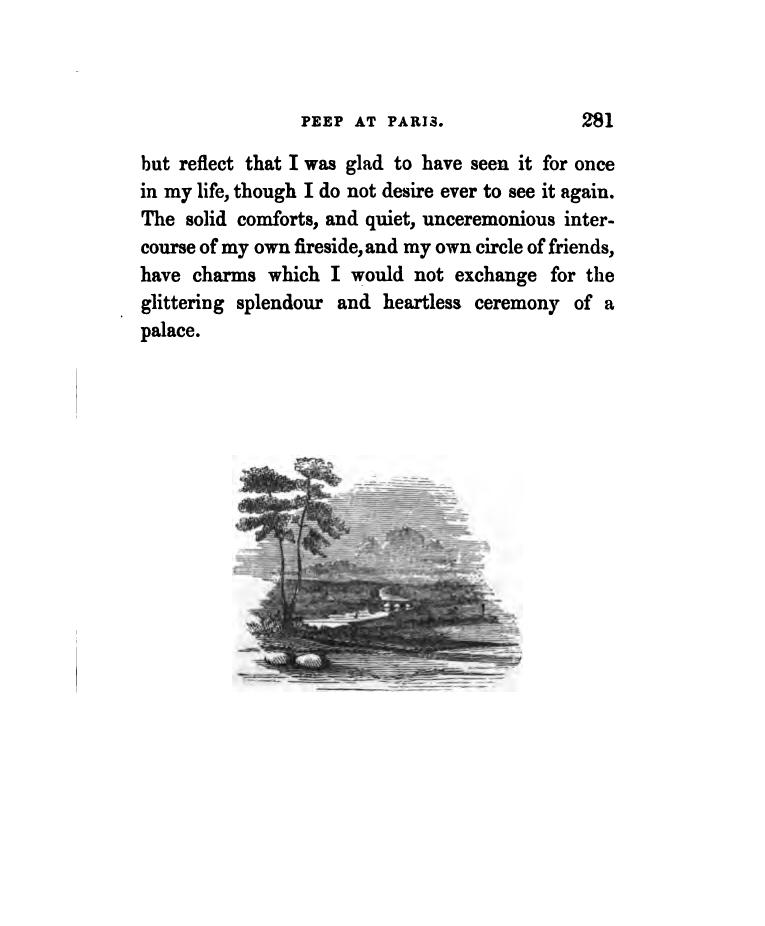 PEEP AT PARIS. 281
but reflect that I was glad to have seen it for once
in my life, though I do not desire ever to see it again.
The solid comforts, and quiet, unceremonious inter-
course of my own fireside, and my own circle of friends,
have charms which I would not exchange for the
glittering splendour and heartless ceremony of a
palace.